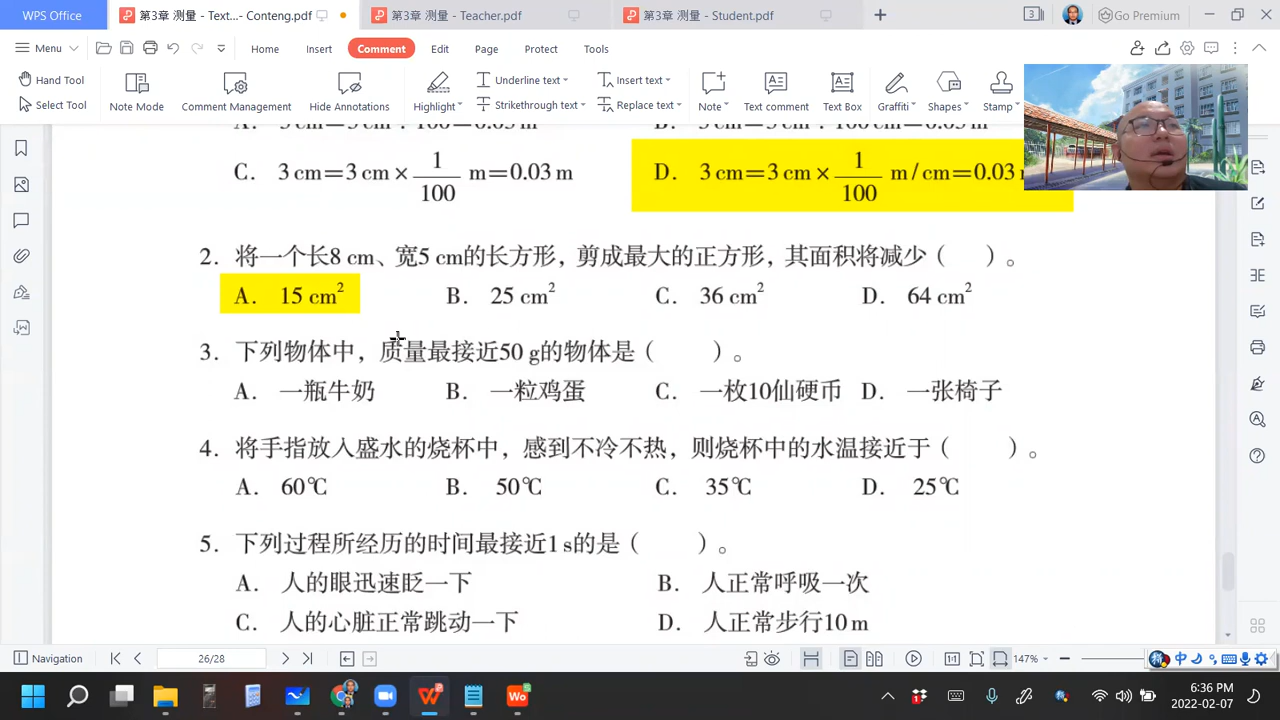 WPS Office
第3章 测量 - Text...- Conteng.pdf
第3章 测量 - Teacher.pdf
第3章 测量 - Student.pdf
3
Go Premium
Menu
Home
Insert
Comment
Edit
Page
Protect
Tools
Hand Tool
Select Tool
Note Mode
Comment Management
Hide Annotations
Highlight
Underline text
Strikethrough text
Insert text
Replace text
Note
Text comment
Text Box
Graffiti
Shapes
Stamp
C. 3 cm=3 cm × 1/100 m=0.03 m
D. 3 cm=3 cm × 1/100 m/cm=0.03
2. 将一个长8 cm、宽5 cm的长方形，剪成最大的正方形，其面积将减少（ ）。
A. 15 cm² B. 25 cm² C. 36 cm² D. 64 cm²
3. 下列物体中，质量最接近50 g的物体是（ ）。
A. 一瓶牛奶 B. 一粒鸡蛋 C. 一枚10仙硬币 D. 一张椅子
4. 将手指放入盛水的烧杯中，感到不冷不热，则烧杯中的水温接近于（ ）。
A. 60℃ B. 50℃ C. 35℃ D. 25℃
5. 下列过程所经历的时间最接近1 s的是（ ）。
A. 人的眼迅速眨一下 B. 人正常呼吸一次
C. 人的心脏正常跳动一下 D. 人正常步行10 m
Navigation
26/28
147%
中
6:36 PM
2022-02-07